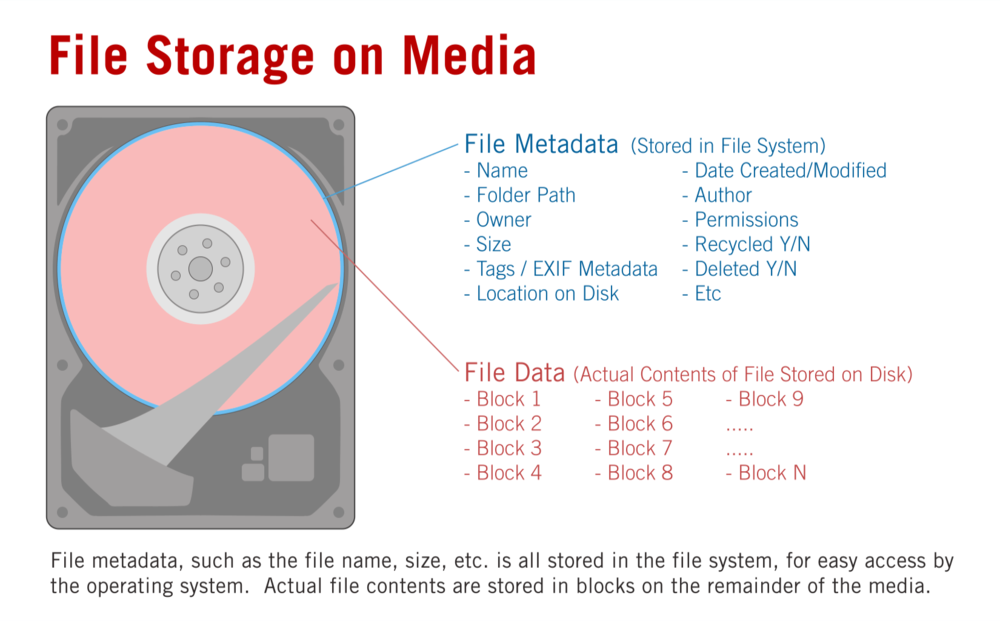 File Storage on Media
File Metadata (Stored in File System)
- Name
- Folder Path
- Owner
- Size
- Tags / EXIF Metadata
- Location on Disk
- Date Created/Modified
- Author
- Permissions
- Recycled Y/N
- Deleted Y/N
- Etc
File Data (Actual Contents of File Stored on Disk)
- Block 1
- Block 2
- Block 3
- Block 4
- Block 5
- Block 6
- Block 7
- Block 8
- Block 9
.....
.....
- Block N
File metadata, such as the file name, size, etc. is all stored in the file system, for easy access by
the operating system.  Actual file contents are stored in blocks on the remainder of the media.